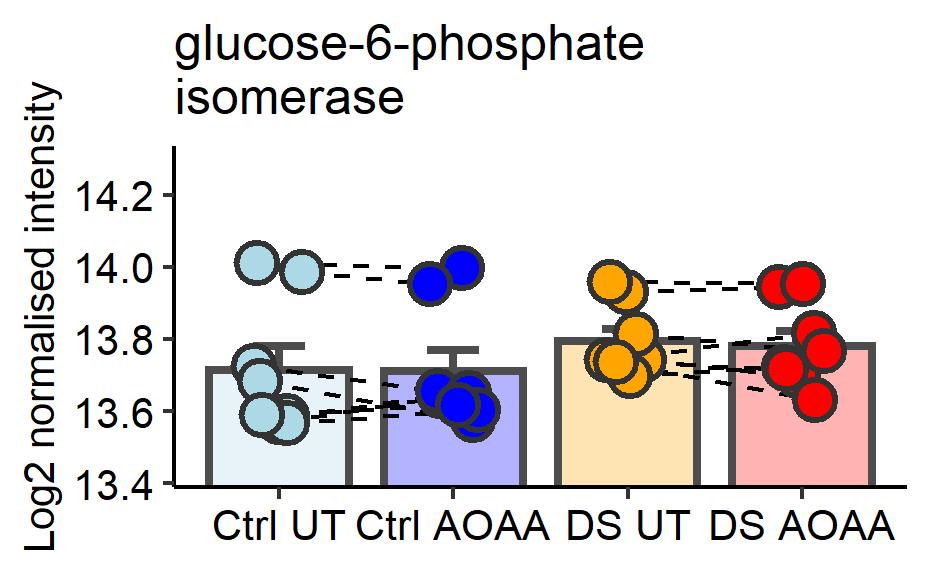 glucose-6-phosphate
isomerase
Log2 normalised intensity
14.2
14.0
13.8
13.6
13.4
Ctrl UT Ctrl AOAA DS UT DS AOAA